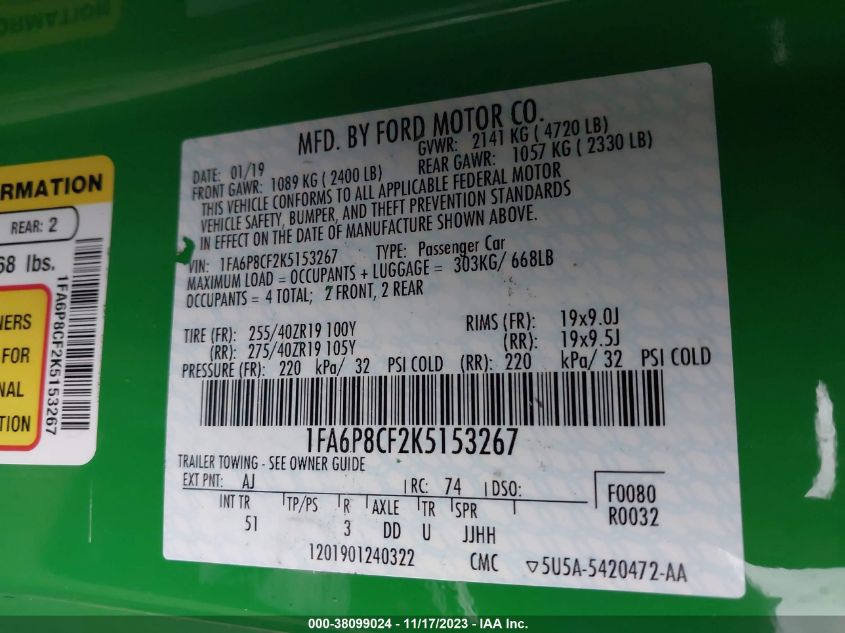 ORMATION
REAR: 2
68 lbs.
1FA6P8CF2K5153267
NERS
FOR
NAL
TION
MFD. BY FORD MOTOR CO.
DATE: 01/19 GVWR: 2141 KG ( 4720 LB)
FRONT GAWR: 1089 KG ( 2400 LB) REAR GAWR: 1057 KG ( 2330 LB)
THIS VEHICLE CONFORMS TO ALL APPLICABLE FEDERAL MOTOR
VEHICLE SAFETY, BUMPER, AND THEFT PREVENTION STANDARDS
IN EFFECT ON THE DATE OF MANUFACTURE SHOWN ABOVE.
VIN: 1FA6P8CF2K5153267 TYPE: Passenger Car
MAXIMUM LOAD = OCCUPANTS + LUGGAGE = 303KG/ 668LB
OCCUPANTS = 4 TOTAL; 2 FRONT, 2 REAR
TIRE (FR): 255/40ZR19 100Y RIMS (FR): 19x9.0J
(RR): 275/40ZR19 105Y (RR): 19x9.5J
PRESSURE (FR): 220 kPa/ 32 PSI COLD (RR): 220 kPa/ 32 PSI COLD
1FA6P8CF2K5153267
TRAILER TOWING - SEE OWNER GUIDE
EXT PNT: AJ RC: 74 DSO: F0080
INT TR TP/PS R AXLE TR SPR R0032
51 3 DD U JJHH
1201901240322 CMC ▽5U5A-5420472-AA
000-38099024 - 11/17/2023 - IAA Inc.